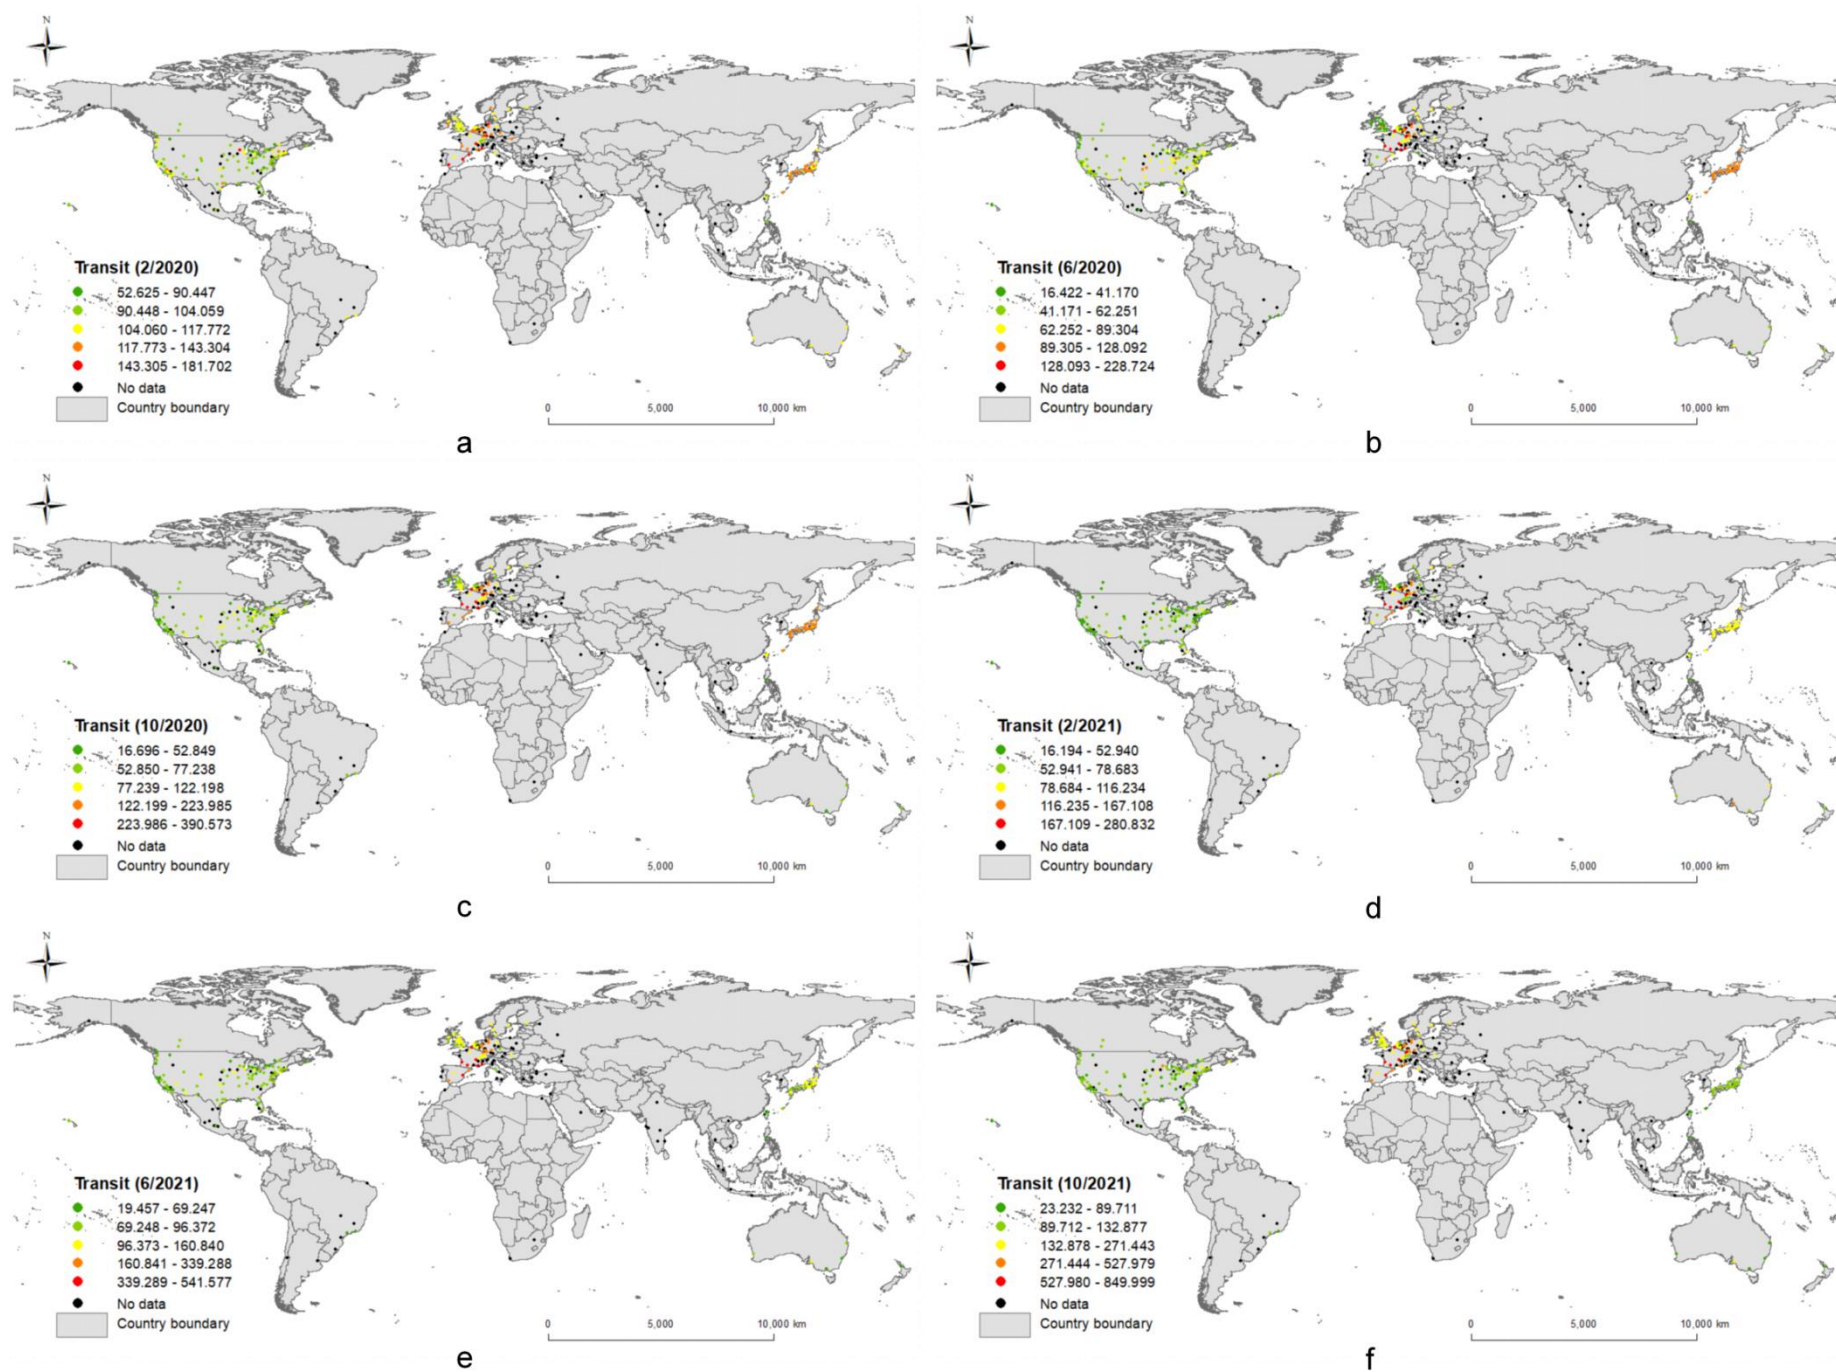 N
Transit (2/2020)
52.625 - 90.447
90.448 - 104.059
104.060 - 117.772
117.773 - 143.304
143.305 - 181.702
No data
Country boundary
0 5,000 10,000 km
a
N
Transit (6/2020)
16.422 - 41.170
41.171 - 62.251
62.252 - 89.304
89.305 - 128.092
128.093 - 228.724
No data
Country boundary
0 5,000 10,000 km
b
N
Transit (10/2020)
16.696 - 52.849
52.850 - 77.238
77.239 - 122.198
122.199 - 223.985
223.986 - 390.573
No data
Country boundary
0 5,000 10,000 km
c
N
Transit (2/2021)
16.194 - 52.940
52.941 - 78.683
78.684 - 116.234
116.235 - 167.108
167.109 - 280.832
No data
Country boundary
0 5,000 10,000 km
d
N
Transit (6/2021)
19.457 - 69.247
69.248 - 96.372
96.373 - 160.840
160.841 - 339.288
339.289 - 541.577
No data
Country boundary
0 5,000 10,000 km
e
N
Transit (10/2021)
23.232 - 89.711
89.712 - 132.877
132.878 - 271.443
271.444 - 527.979
527.980 - 849.999
No data
Country boundary
0 5,000 10,000 km
f